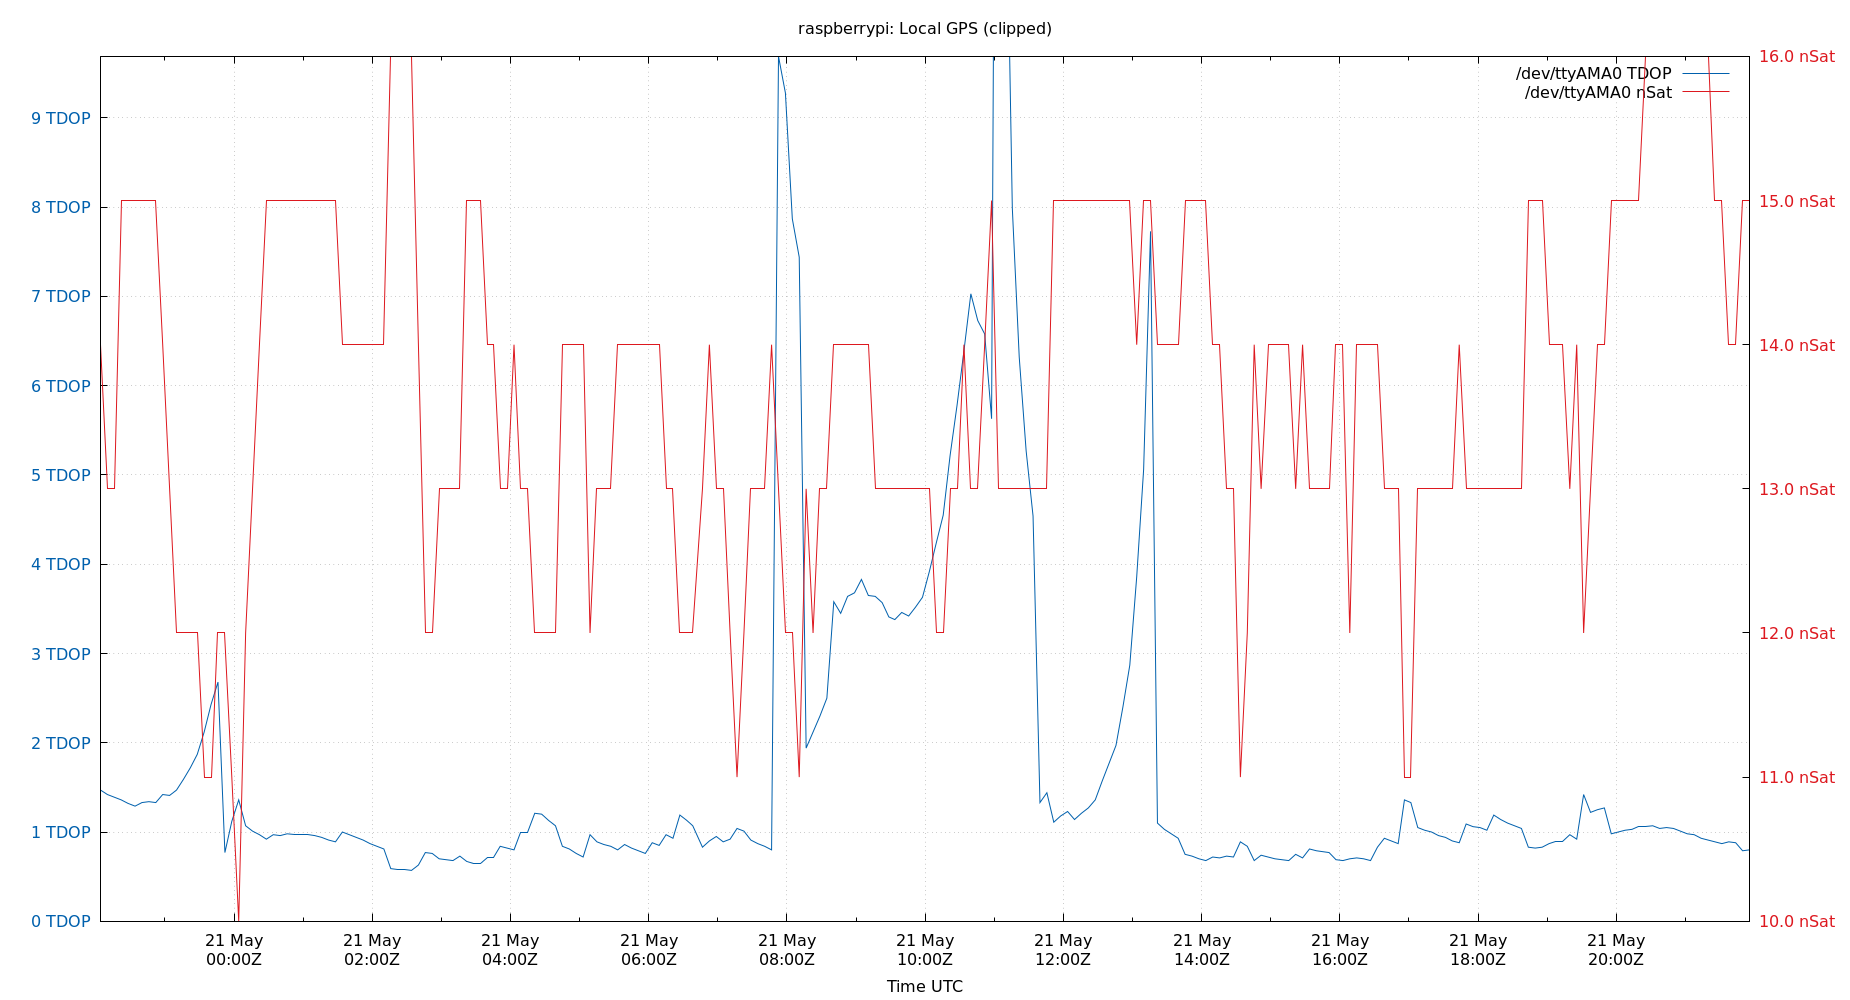 raspberrypi: Local GPS (clipped)
16.0 nSat
/dev/ttyAMA0 TDOP
/dev/ttyAMA0 nSat
9 TDOP
8 TDOP
15.0 nSat
7 TDOP
14.0 nSat
6 TDOP
5 TDOP
13.0 nSat
4 TDOP
12.0 nSat
3 TDOP
2 TDOP
11.0 nSat
1 TDOP
0 TDOP
10.0 nSat
21 May 21 May 21 May 21 May 21 May 21 May 21 May 21 May 21 May 21 May 21 May
00:00Z 02:00Z 04:00Z 06:00Z 08:00Z 10:00Z 12:00Z 14:00Z 16:00Z 18:00Z 20:00Z
Time UTC